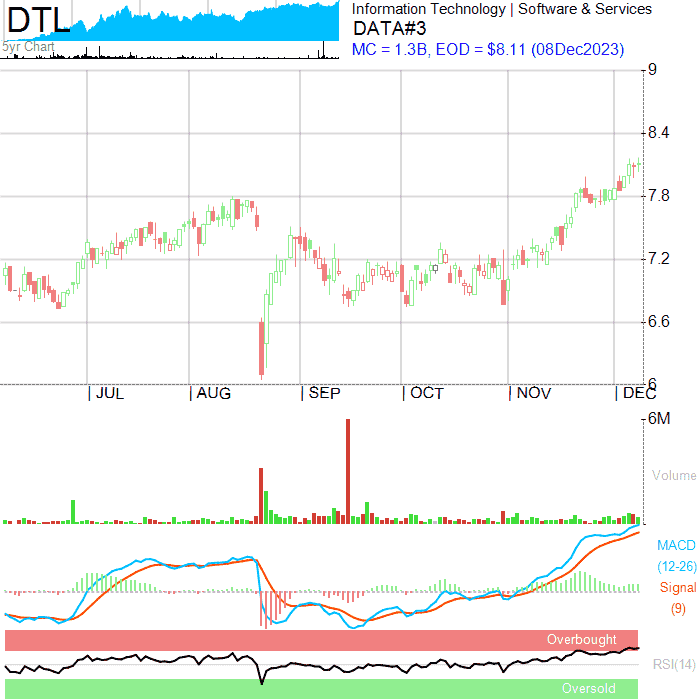 DTL
5yr Chart
Information Technology | Software & Services
DATA#3
MC = 1.3B, EOD = $8.11 (08Dec2023)
9
8.4
7.8
7.2
6.6
6
JUL
AUG
SEP
OCT
NOV
DEC
6M
Volume
MACD
(12-26)
Signal
(9)
Overbought
RSI(14)
Oversold